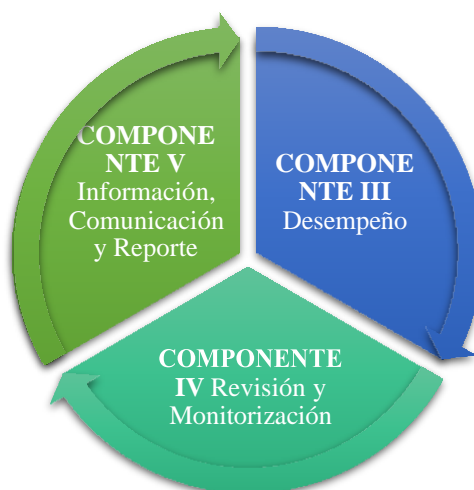 COMPONE
NTE V
Información,
Comunicación
y Reporte
COMPONE
NTE III
Desempeño
COMPONENTE
IV Revisión y
Monitorización